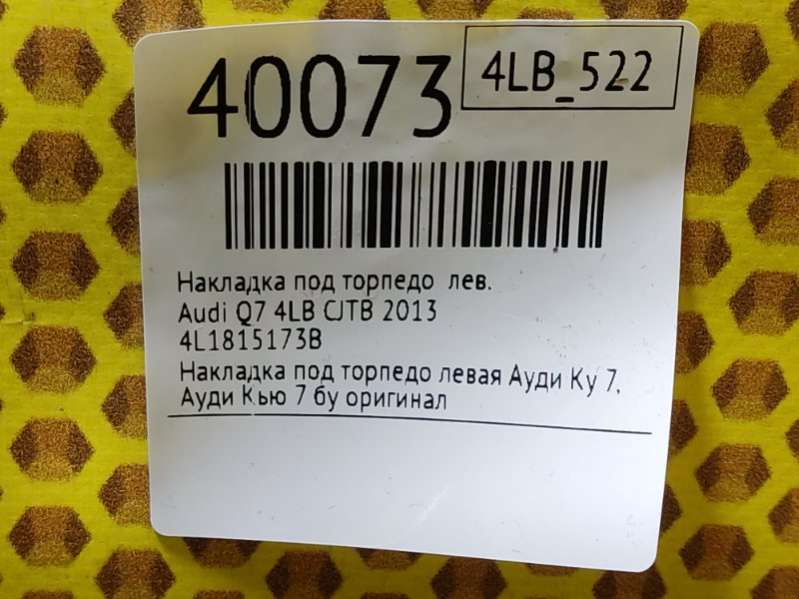 40073
4LB_522
Накладка под торпедо лев.
Audi Q7 4LB CJTB 2013
4L1815173B
Накладка под торпедо левая Ауди Ку 7,
Ауди Кью 7 бу оригинал